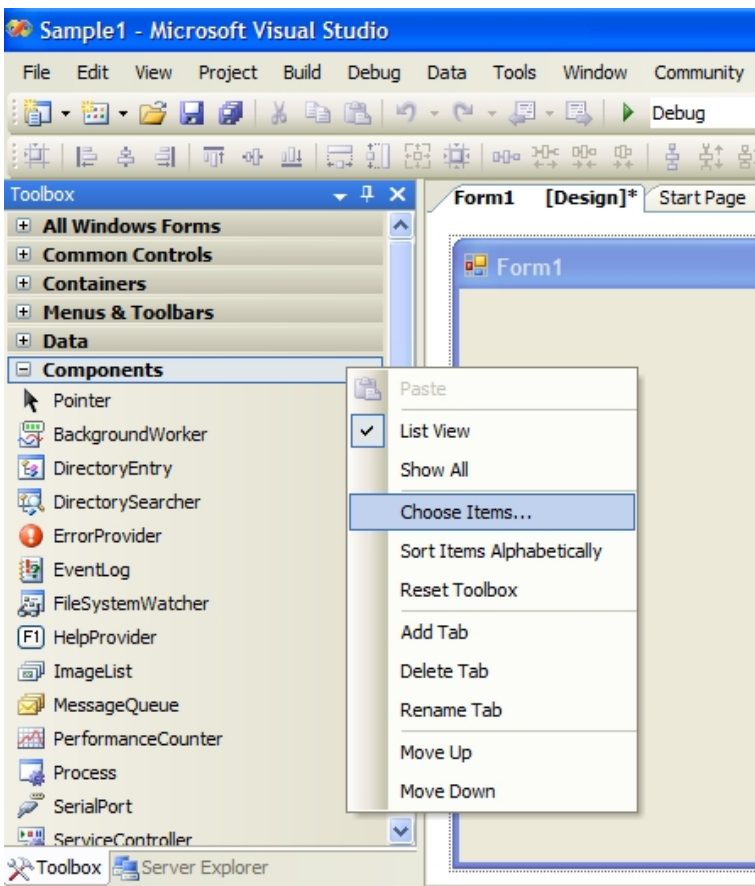 Sample1 - Microsoft Visual Studio
File Edit View Project Build Debug Data Tools Window Community
Debug
Toolbox
Form1 [Design]* Start Page
All Windows Forms
Common Controls
Form1
Containers
Menus & Toolbars
Data
Components
Pointer
BackgroundWorker
DirectoryEntry
DirectorySearcher
ErrorProvider
EventLog
FileSystemWatcher
F1 HelpProvider
ImageList
MessageQueue
PerformanceCounter
Process
SerialPort
ServiceController
Toolbox Server Explorer
Paste
List View
Show All
Choose Items...
Sort Items Alphabetically
Reset Toolbox
Add Tab
Delete Tab
Rename Tab
Move Up
Move Down